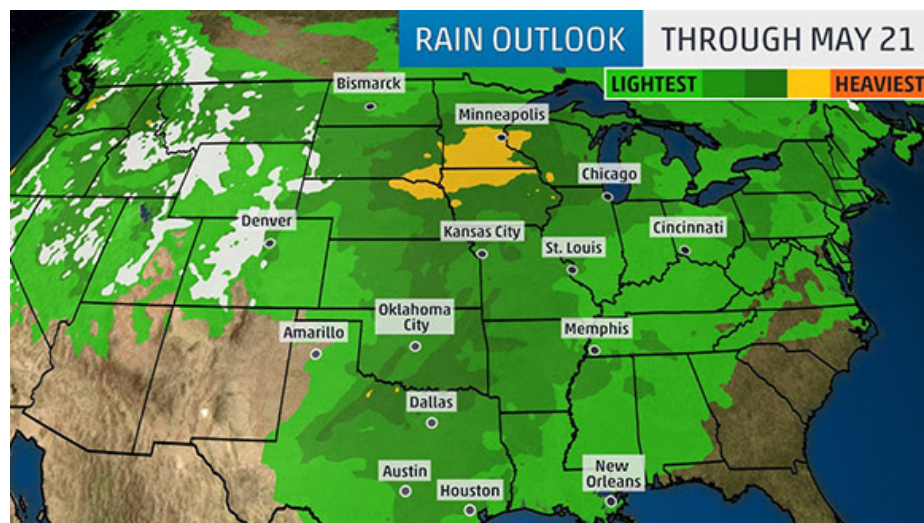 RAIN OUTLOOK
THROUGH MAY 21
LIGHTEST
HEAVIEST
Bismarck
Minneapolis
Chicago
Denver
Kansas City
St. Louis
Cincinnati
Oklahoma
City
Amarillo
Memphis
Dallas
Austin
Houston
New
Orleans